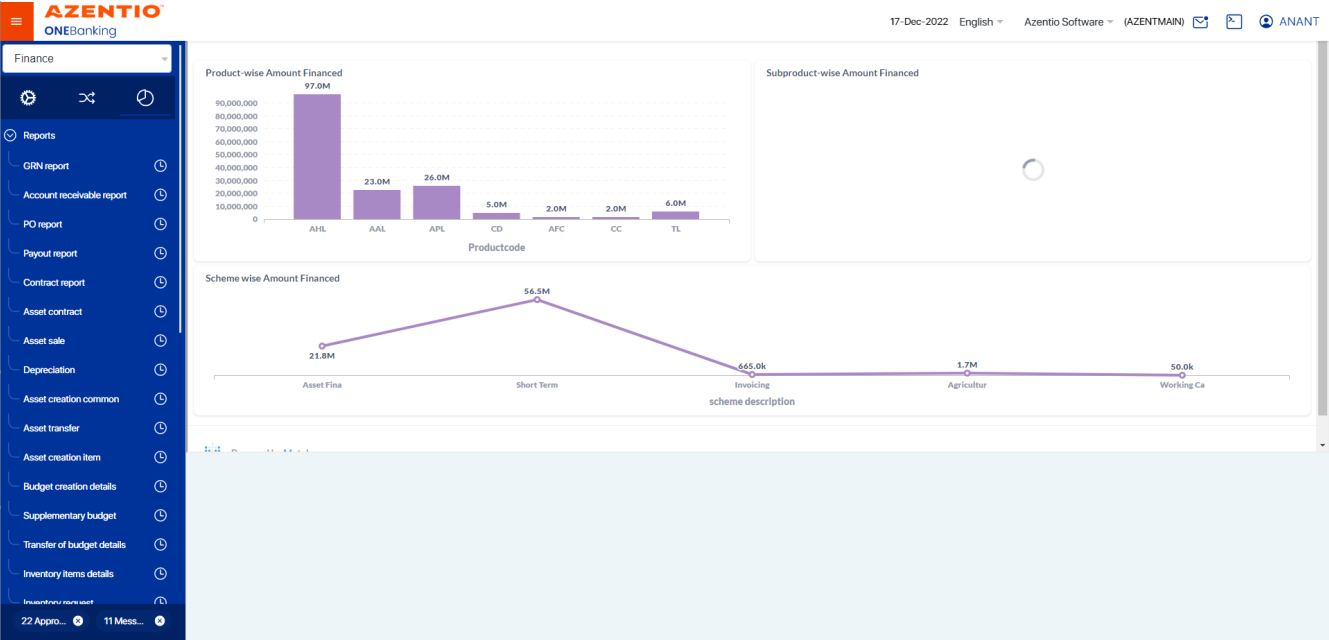 AZENTIO
ONEBanking
17-Dec-2022 English Azentio Software (AZENTMAIN) ANANT
Finance
Reports
GRN report
Account receivable report
PO report
Payout report
Contract report
Asset contract
Asset sale
Depreciation
Asset creation common
Asset transfer
Asset creation item
Budget creation details
Supplementary budget
Transfer of budget details
Inventory items details
Inventory request
22 Appro... 11 Mess...
Product-wise Amount Financed
97.0M
90,000,000
80,000,000
70,000,000
60,000,000
50,000,000
40,000,000
30,000,000
20,000,000
10,000,000
0
23.0M
26.0M
5.0M
2.0M
2.0M
6.0M
AHL AAL APL CD AFC CC TL
Productcode
Subproduct-wise Amount Financed
Scheme wise Amount Financed
21.8M
56.5M
665.0k
1.7M
50.0k
Asset Fina Short Term Invoicing Agricultur Working Ca
scheme description